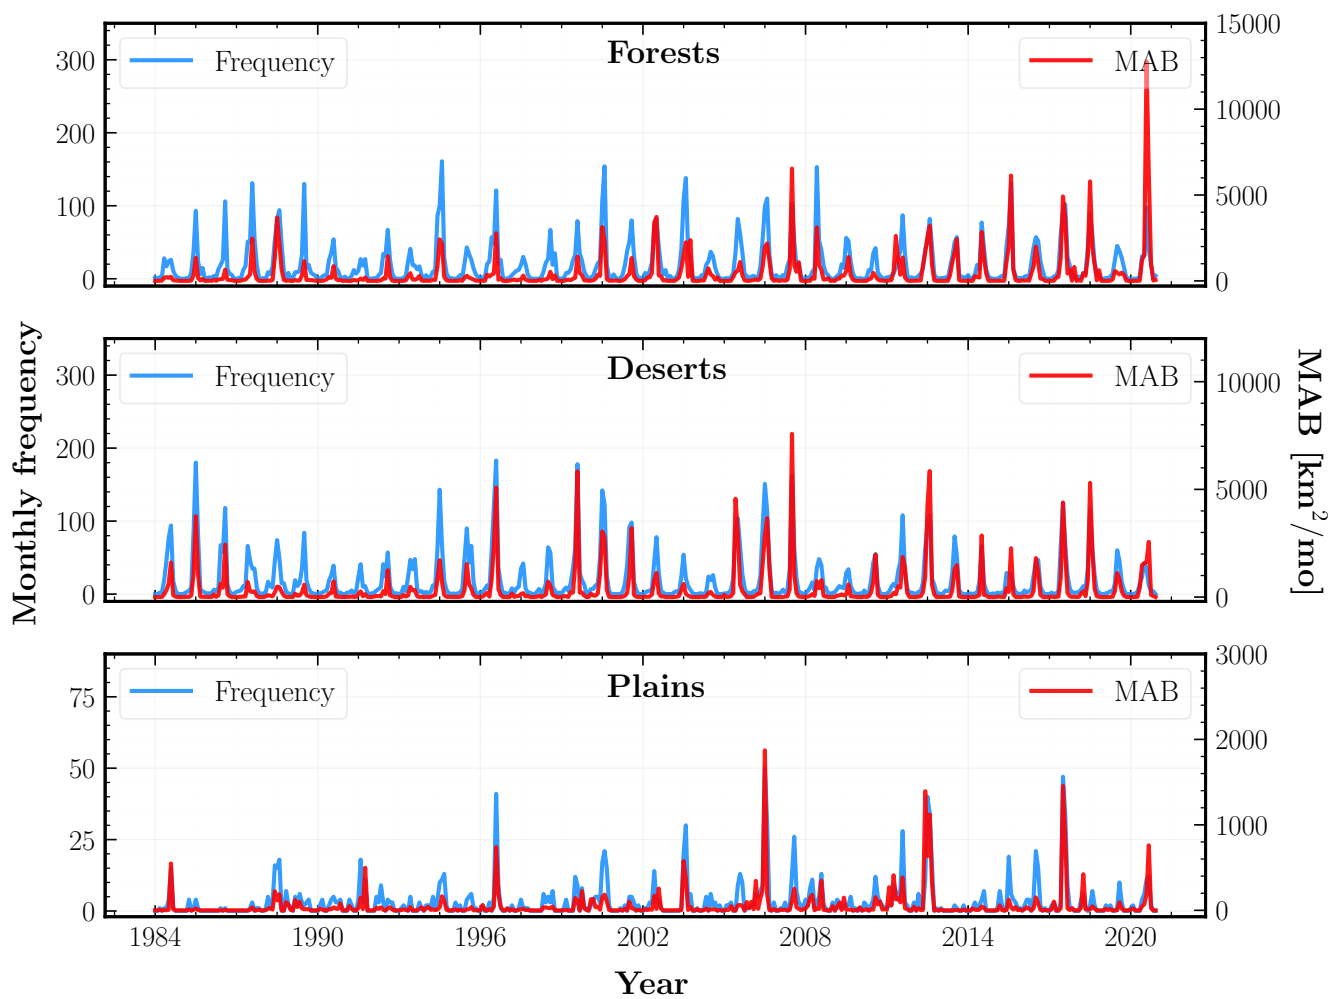 Forests
Frequency
MAB
300
200
100
0
15000
10000
5000
0
Deserts
Frequency
MAB
300
200
100
0
10000
5000
0
Plains
Frequency
MAB
75
50
25
0
3000
2000
1000
0
1984 1990 1996 2002 2008 2014 2020
Year
Monthly frequency
MAB [km²/mo]